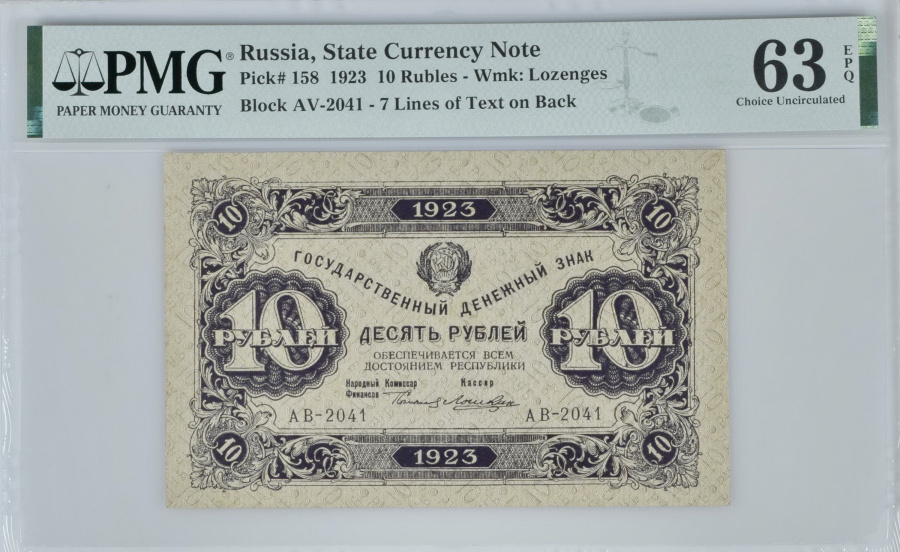 PMG®
PAPER MONEY GUARANTY
Russia, State Currency Note
Pick# 158 1923 10 Rubles - Wmk: Lozenges
Block AV-2041 - 7 Lines of Text on Back
63 EPQ
Choice Uncirculated
10 1923 10
ГОСУДАРСТВЕННЫЙ ДЕНЕЖНЫЙ ЗНАК
10 РУБЛЕЙ
10 РУБЛЕЙ
ДЕСЯТЬ РУБЛЕЙ
ОБЕСПЕЧИВАЕТСЯ ВСЕМ
ДОСТОЯНИЕМ РЕСПУБЛИКИ
Народный Комиссар Кассир
Финансов
АВ-2041 АВ-2041
10 1923 10